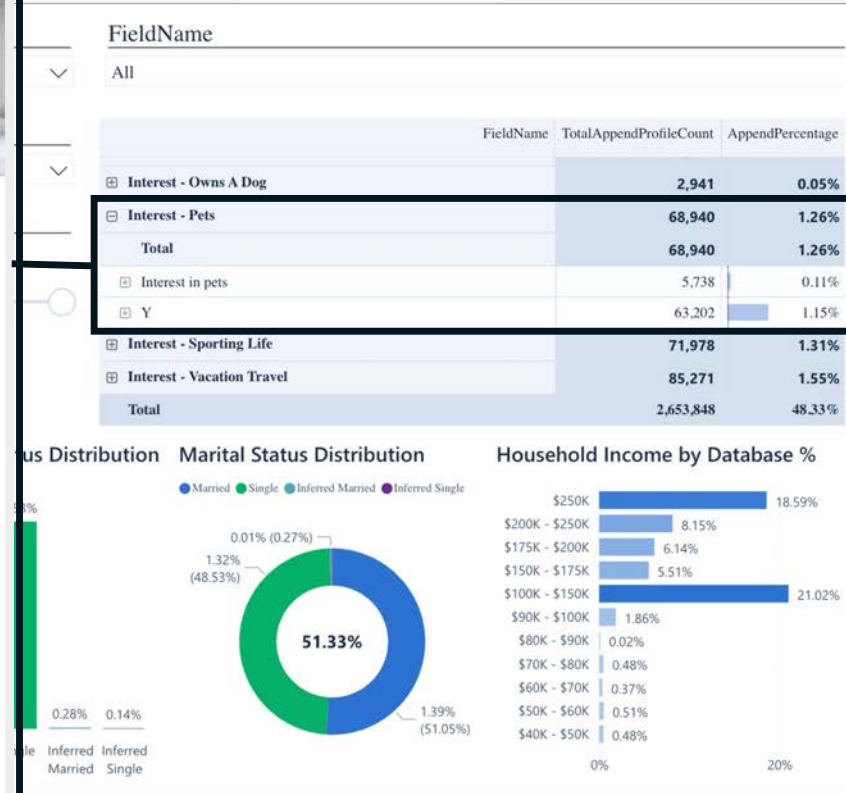 FieldName
All
FieldName TotalAppendProfileCount AppendPercentage
Interest - Owns A Dog 2,941 0.05%
Interest - Pets 68,940 1.26%
Total 68,940 1.26%
Interest in pets 5,738 0.11%
Y 63,202 1.15%
Interest - Sporting Life 71,978 1.31%
Interest - Vacation Travel 85,271 1.55%
Total 2,653,848 48.33%
us Distribution
0.28% 0.14%
Inferred Married
Inferred Single
Marital Status Distribution
Married Single Inferred Married Inferred Single
0.01% (0.27%)
1.32%
(48.53%)
51.33%
1.39%
(51.05%)
Household Income by Database %
$250K 18.59%
$200K - $250K 8.15%
$175K - $200K 6.14%
$150K - $175K 5.51%
$100K - $150K 21.02%
$90K - $100K 1.86%
$80K - $90K 0.02%
$70K - $80K 0.48%
$60K - $70K 0.37%
$50K - $60K 0.51%
$40K - $50K 0.48%
0% 20%